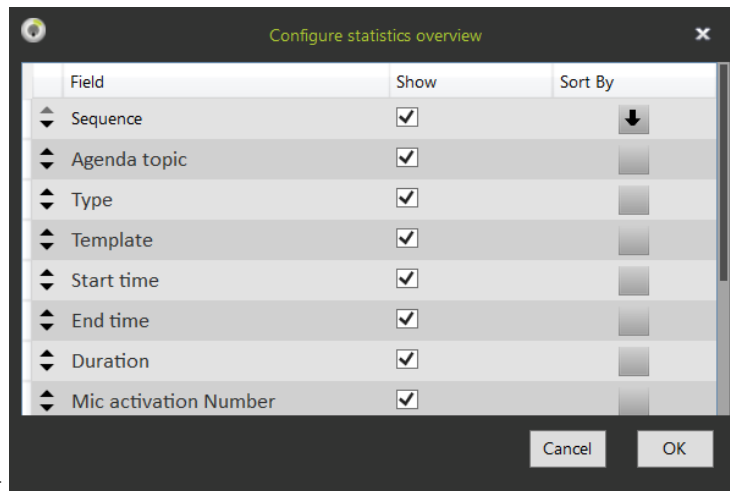 Configure statistics overview
Field Show Sort By
Sequence
Agenda topic
Type
Template
Start time
End time
Duration
Mic activation Number
Cancel OK